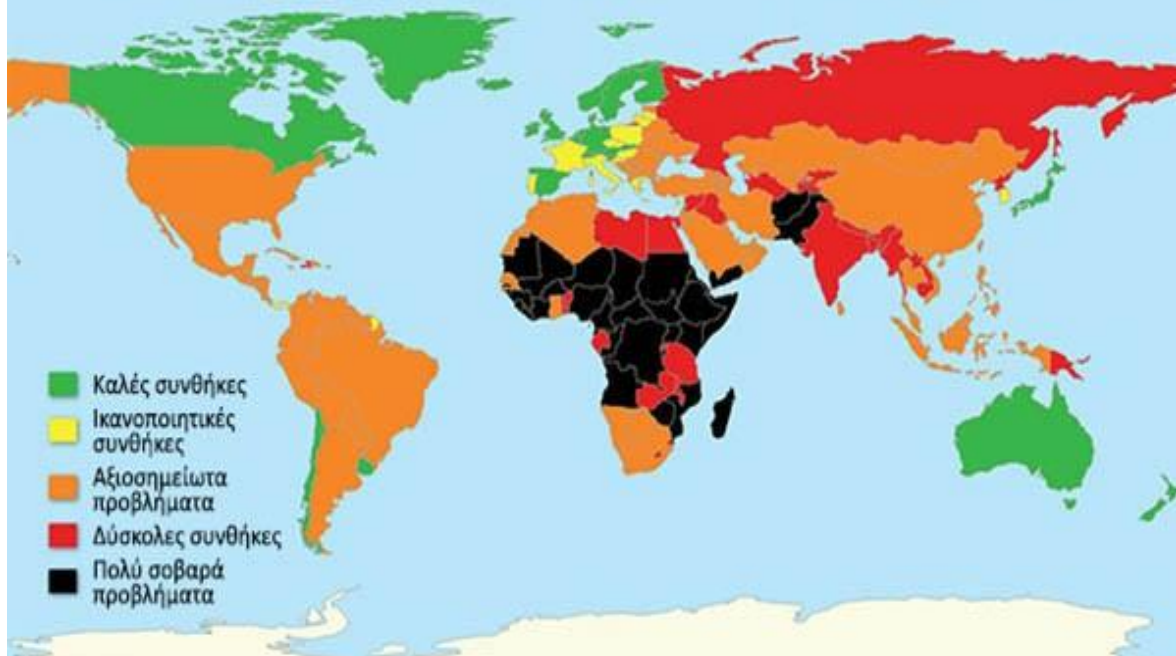 Καλές συνθήκες
Ικανοποιητικές
συνθήκες
Αξιοσημείωτα
προβλήματα
Δύσκολες συνθήκες
Πολύ σοβαρά
προβλήματα